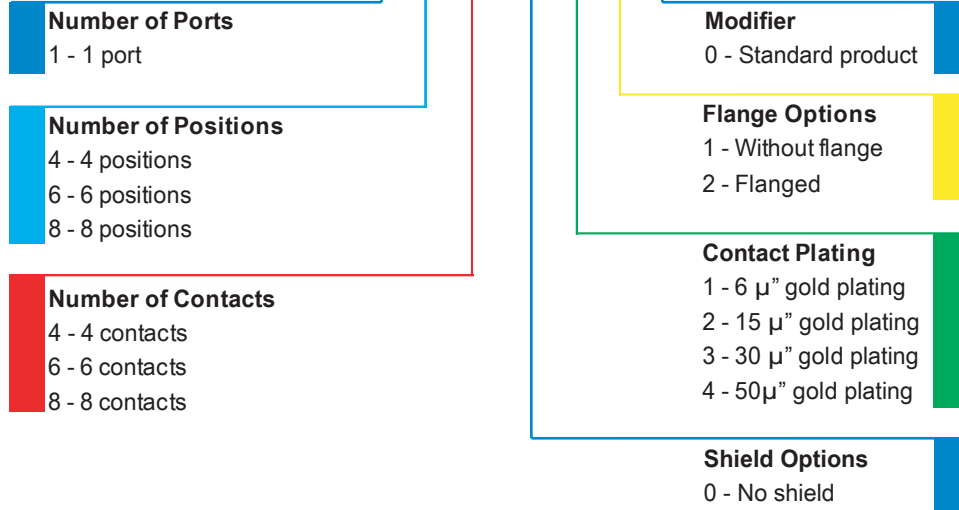 Number of Ports
1 - 1 port
Number of Positions
4 - 4 positions
6 - 6 positions
8 - 8 positions
Number of Contacts
4 - 4 contacts
6 - 6 contacts
8 - 8 contacts
Modifier
0 - Standard product
Flange Options
1 - Without flange
2 - Flanged
Contact Plating
1 - 6 µ” gold plating
2 - 15 µ” gold plating
3 - 30 µ” gold plating
4 - 50µ” gold plating
Shield Options
0 - No shield